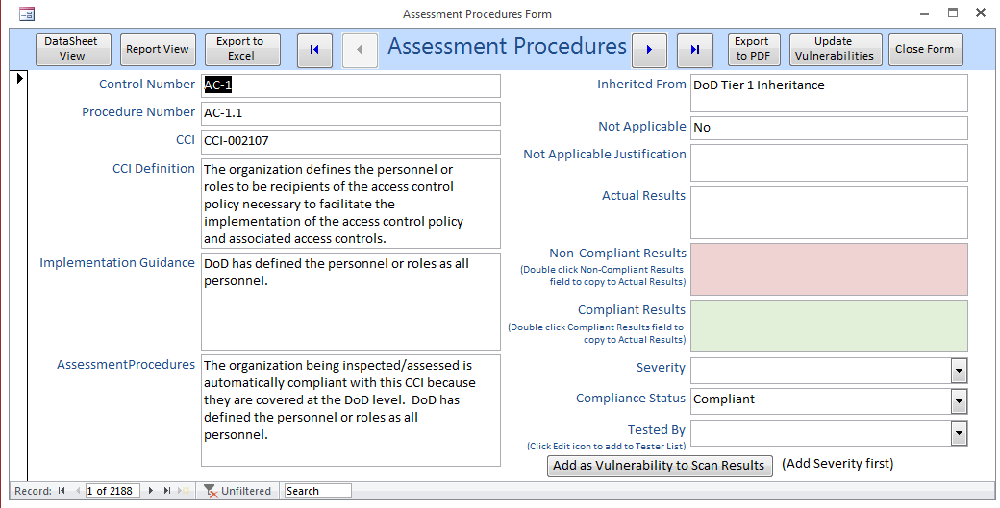 Assessment Procedures Form
DataSheet
View
Report View
Export to
Excel
Assessment Procedures
Export
to PDF
Update
Vulnerabilities
Close Form
Control Number
AC-1
Procedure Number
AC-1.1
CCI
CCI-002107
CCI Definition
The organization defines the personnel or
roles to be recipients of the access control
policy necessary to facilitate the
implementation of the access control policy
and associated access controls.
Implementation Guidance
DoD has defined the personnel or roles as all
personnel.
AssessmentProcedures
The organization being inspected/assessed is
automatically compliant with this CCI because
they are covered at the DoD level.  DoD has
defined the personnel or roles as all
personnel.
Inherited From
DoD Tier 1 Inheritance
Not Applicable
No
Not Applicable Justification
Actual Results
Non-Compliant Results
(Double click Non-Compliant Results
field to copy to Actual Results)
Compliant Results
(Double click Compliant Results field to
copy to Actual Results)
Severity
Compliance Status
Compliant
Tested By
(Click Edit icon to add to Tester List)
Add as Vulnerability to Scan Results
(Add Severity first)
Record:
1 of 2188
Unfiltered
Search